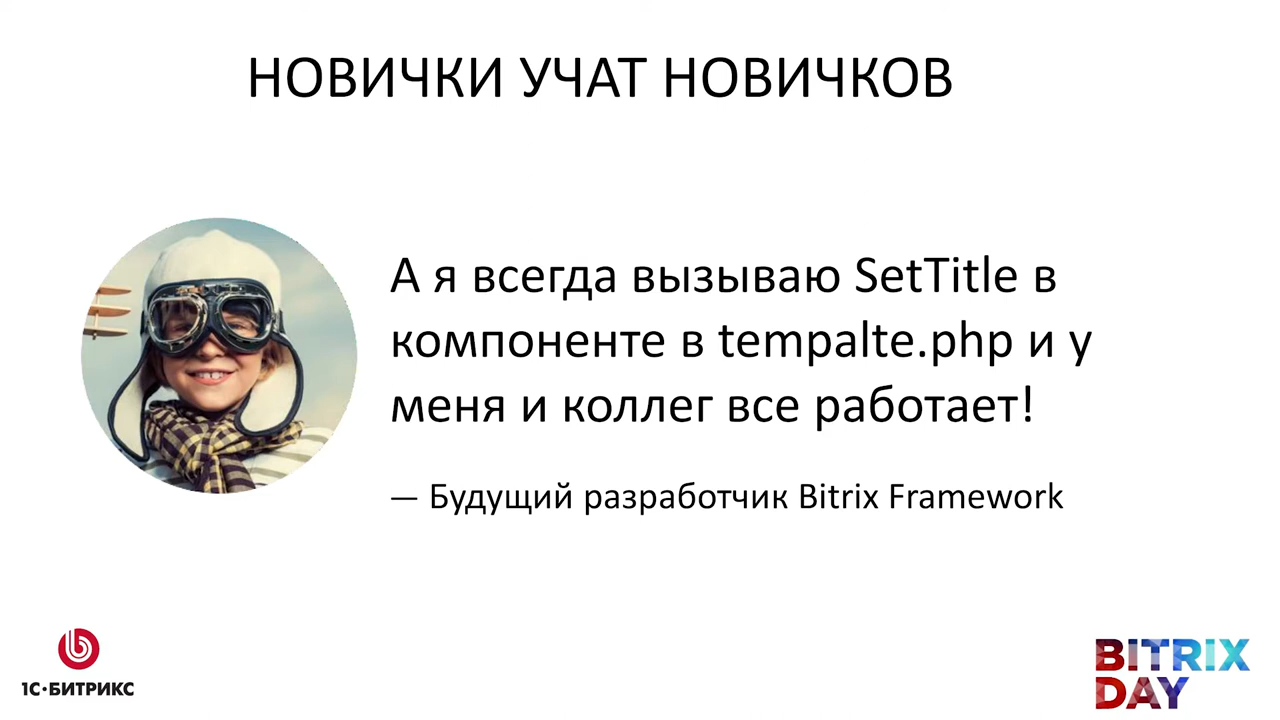 НОВИЧКИ УЧАТ НОВИЧКОВ
А я всегда вызываю SetTitle в
компоненте в tempalte.php и у
меня и коллег все работает!
— Будущий разработчик Bitrix Framework
1С·БИТРИКС
BITRIX
DAY